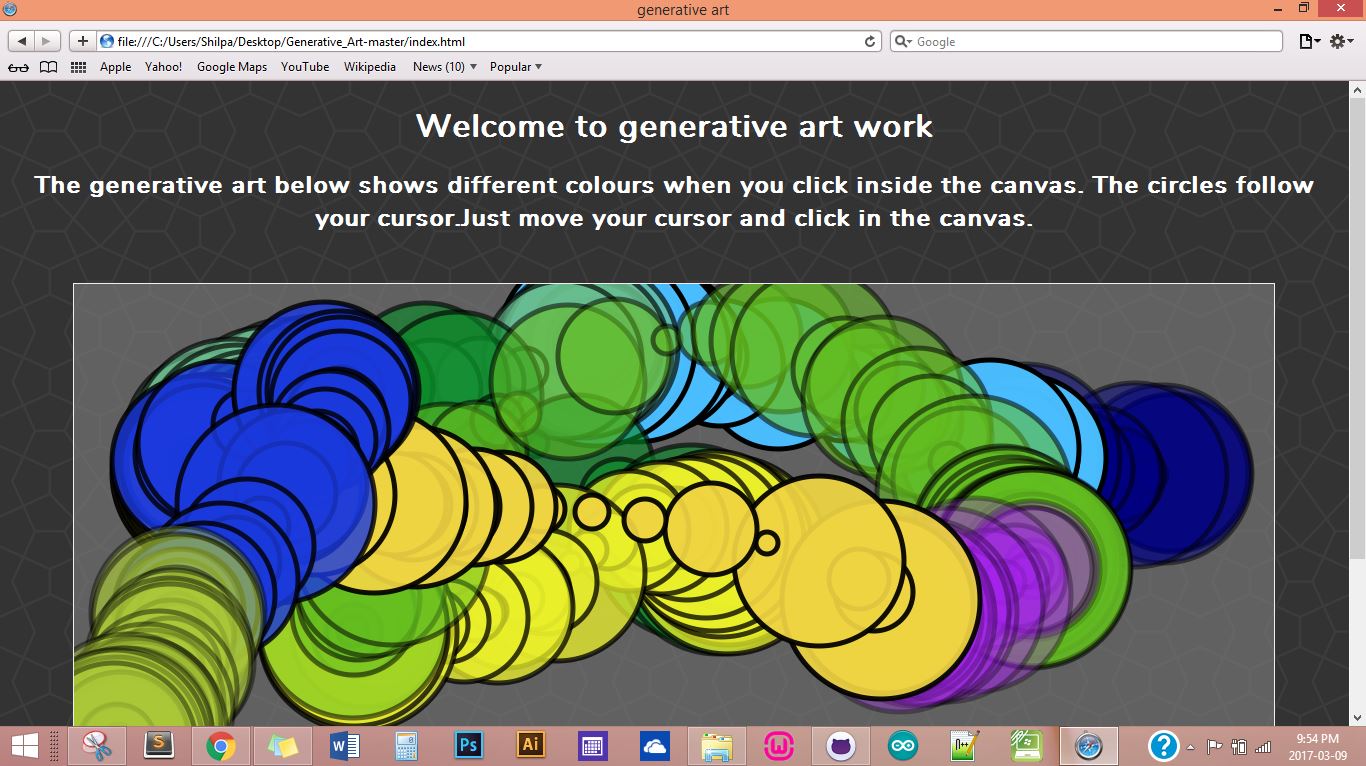 generative art
file:///C:/Users/Shilpa/Desktop/Generative_Art-master/index.html
Google
Apple Yahoo! Google Maps YouTube Wikipedia News (10) Popular
Welcome to generative art work
The generative art below shows different colours when you click inside the canvas. The circles follow
your cursor.Just move your cursor and click in the canvas.
S W Ps Ai ?
9:54 PM
2017-03-09